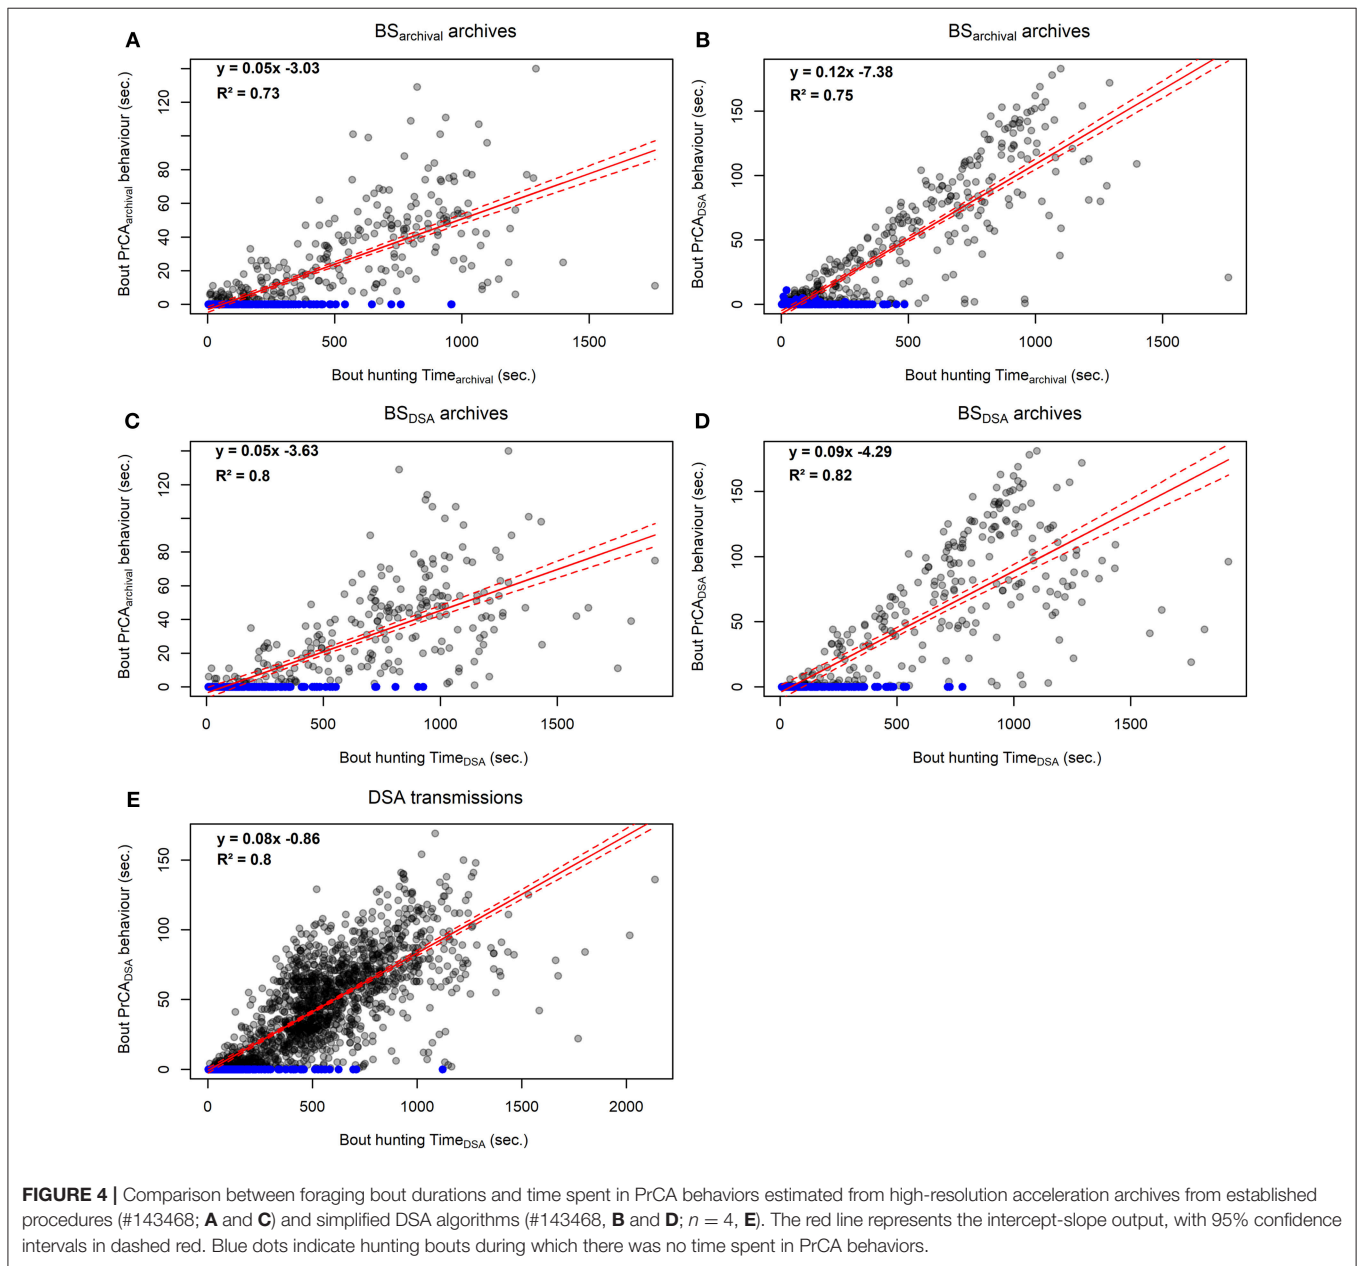 A
BSarchival archives
y = 0.05x -3.03
R² = 0.73
Bout PrCAarchival behaviour (sec.)
0 20 40 60 80 120
0 500 1000 1500
Bout hunting Timearchival (sec.)
B
BSarchival archives
y = 0.12x -7.38
R² = 0.75
Bout PrCADSA behaviour (sec.)
0 50 100 150
0 500 1000 1500
Bout hunting Timearchival (sec.)
C
BSDSA archives
y = 0.05x -3.63
R² = 0.8
Bout PrCAarchival behaviour (sec.)
0 20 40 60 80 120
0 500 1000 1500
Bout hunting TimeDSA (sec.)
D
BSDSA archives
y = 0.09x -4.29
R² = 0.82
Bout PrCADSA behaviour (sec.)
0 50 100 150
0 500 1000 1500
Bout hunting TimeDSA (sec.)
E
DSA transmissions
y = 0.08x -0.86
R² = 0.8
Bout PrCADSA behaviour (sec.)
0 50 100 150
0 500 1000 1500 2000
Bout hunting TimeDSA (sec.)
FIGURE 4 | Comparison between foraging bout durations and time spent in PrCA behaviors estimated from high-resolution acceleration archives from established
procedures (#143468; A and C) and simplified DSA algorithms (#143468, B and D; n = 4, E). The red line represents the intercept-slope output, with 95% confidence
intervals in dashed red. Blue dots indicate hunting bouts during which there was no time spent in PrCA behaviors.